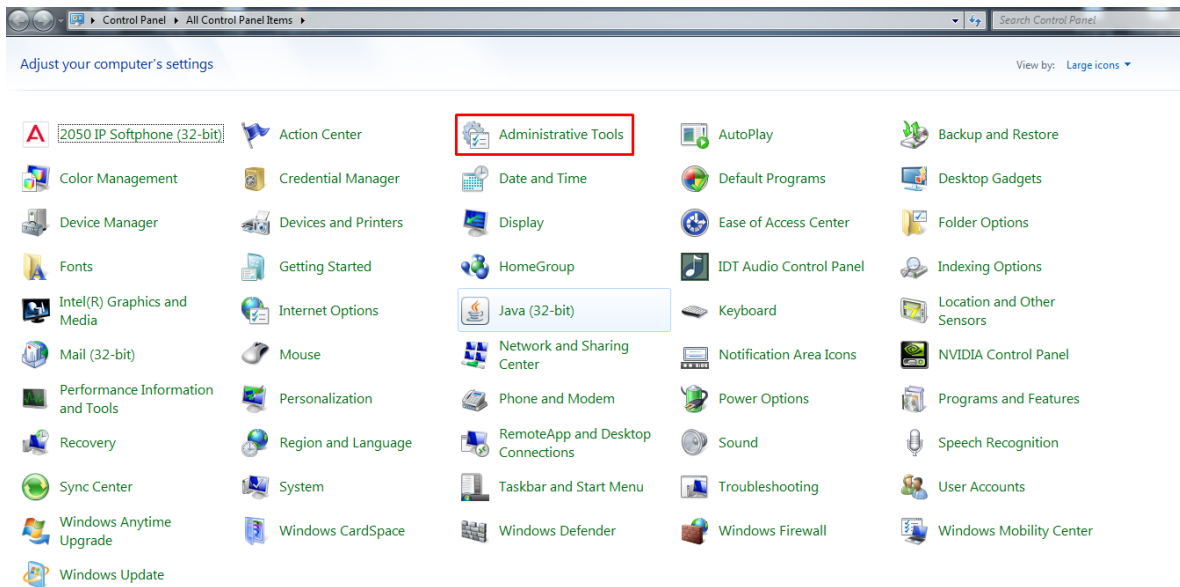 Control Panel All Control Panel Items Search Control Panel
Adjust your computer's settings View by: Large icons
2050 IP Softphone (32-bit) Action Center Administrative Tools AutoPlay Backup and Restore
Color Management Credential Manager Date and Time Default Programs Desktop Gadgets
Device Manager Devices and Printers Display Ease of Access Center Folder Options
Fonts Getting Started HomeGroup IDT Audio Control Panel Indexing Options
Intel(R) Graphics and
Media
Internet Options
Java (32-bit)
Keyboard
Location and Other
Sensors
Mail (32-bit)
Mouse
Network and Sharing
Center
Notification Area Icons
NVIDIA Control Panel
Performance Information
and Tools
Personalization
Phone and Modem
Power Options
Programs and Features
Recovery
Region and Language
RemoteApp and Desktop
Connections
Sound
Speech Recognition
Sync Center
System
Taskbar and Start Menu
Troubleshooting
User Accounts
Windows Anytime
Upgrade
Windows CardSpace
Windows Defender
Windows Firewall
Windows Mobility Center
Windows Update